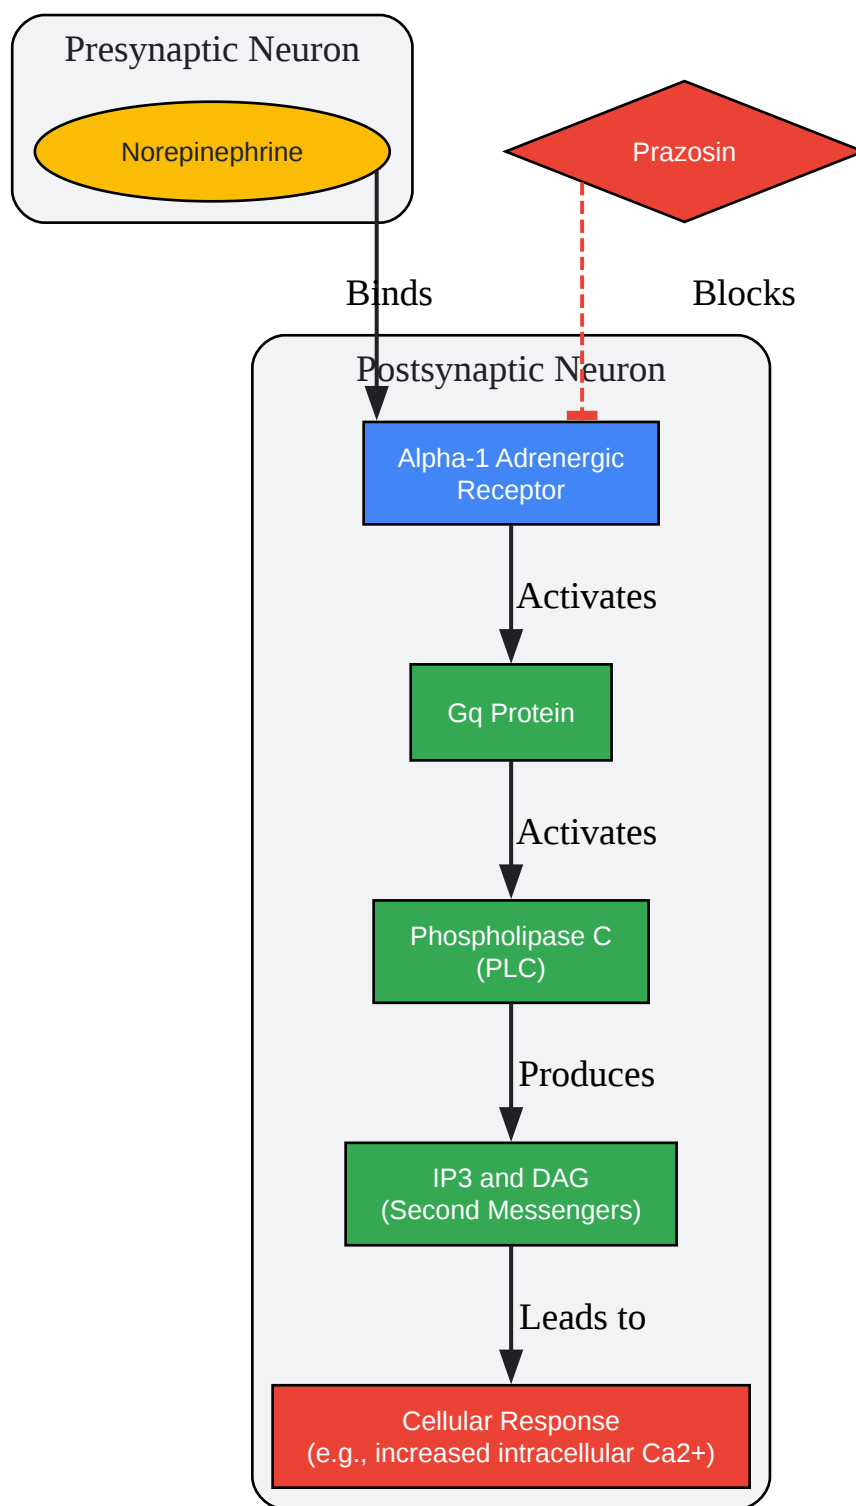 Presynaptic Neuron
Norepinephrine
Prazosin
Binds
Blocks
Postsynaptic Neuron
Alpha-1 Adrenergic
Receptor
Activates
Gq Protein
Activates
Phospholipase C
(PLC)
Produces
IP3 and DAG
(Second Messengers)
Leads to
Cellular Response
(e.g., increased intracellular Ca2+)